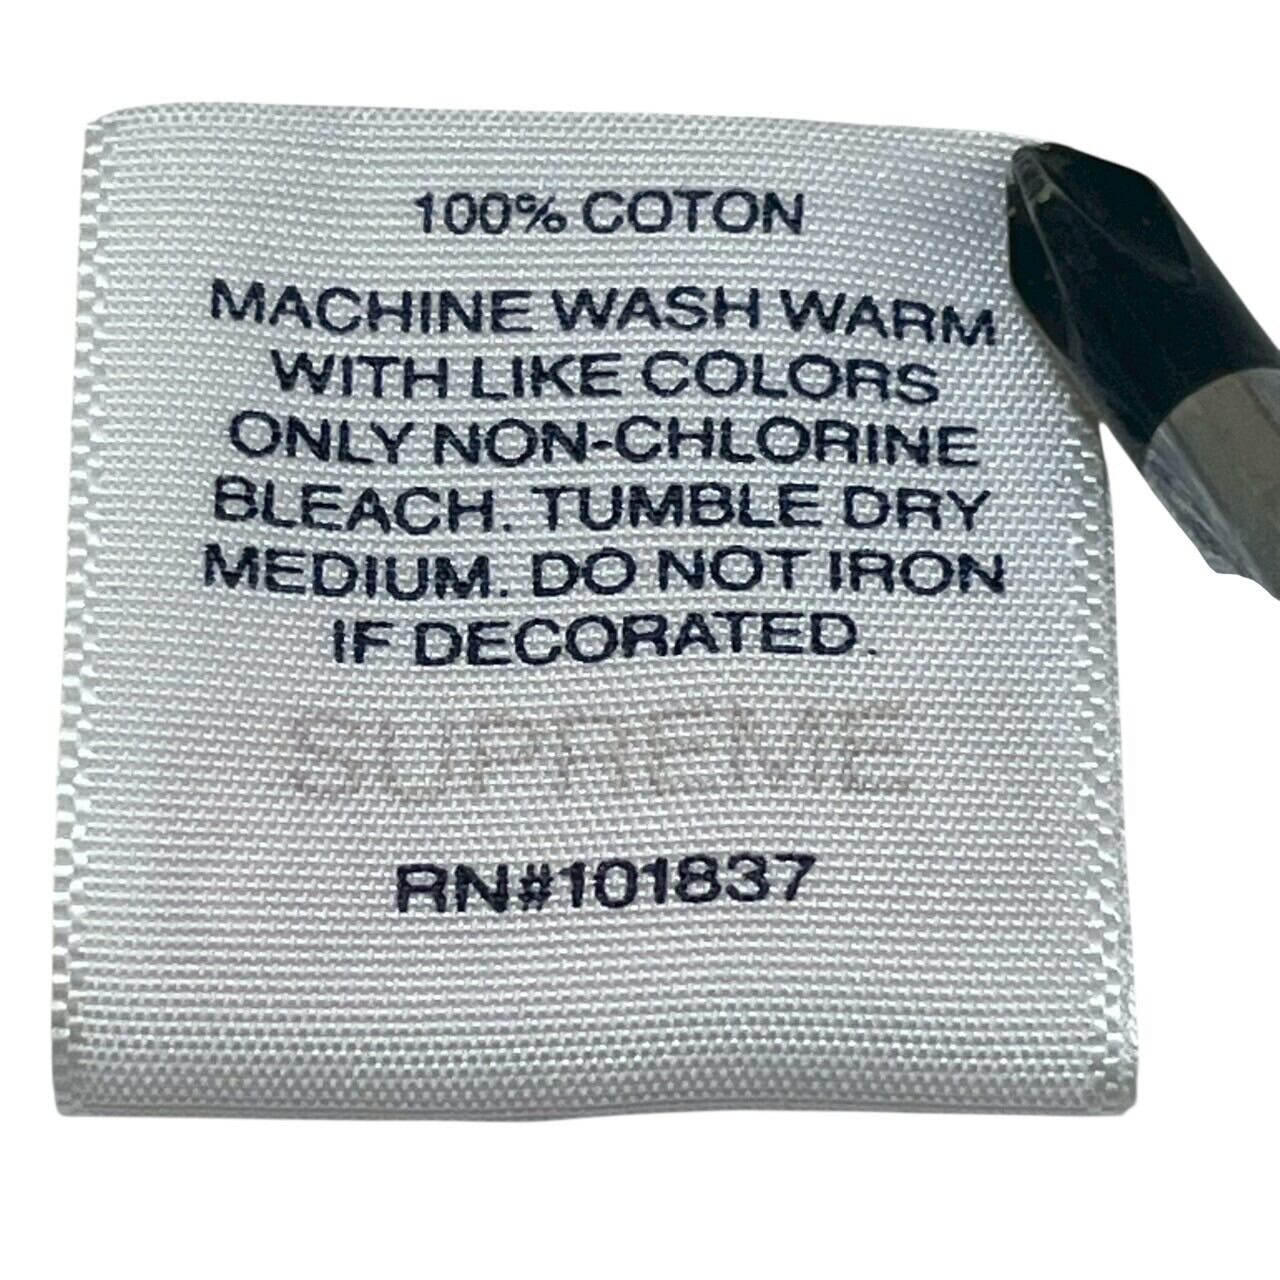 100% COTON
MACHINE WASH WARM
WITH LIKE COLORS
ONLY NON-CHLORINE
BLEACH. TUMBLE DRY
MEDIUM. DO NOT IRON
IF DECORATED.
SUPREME
RN#101837